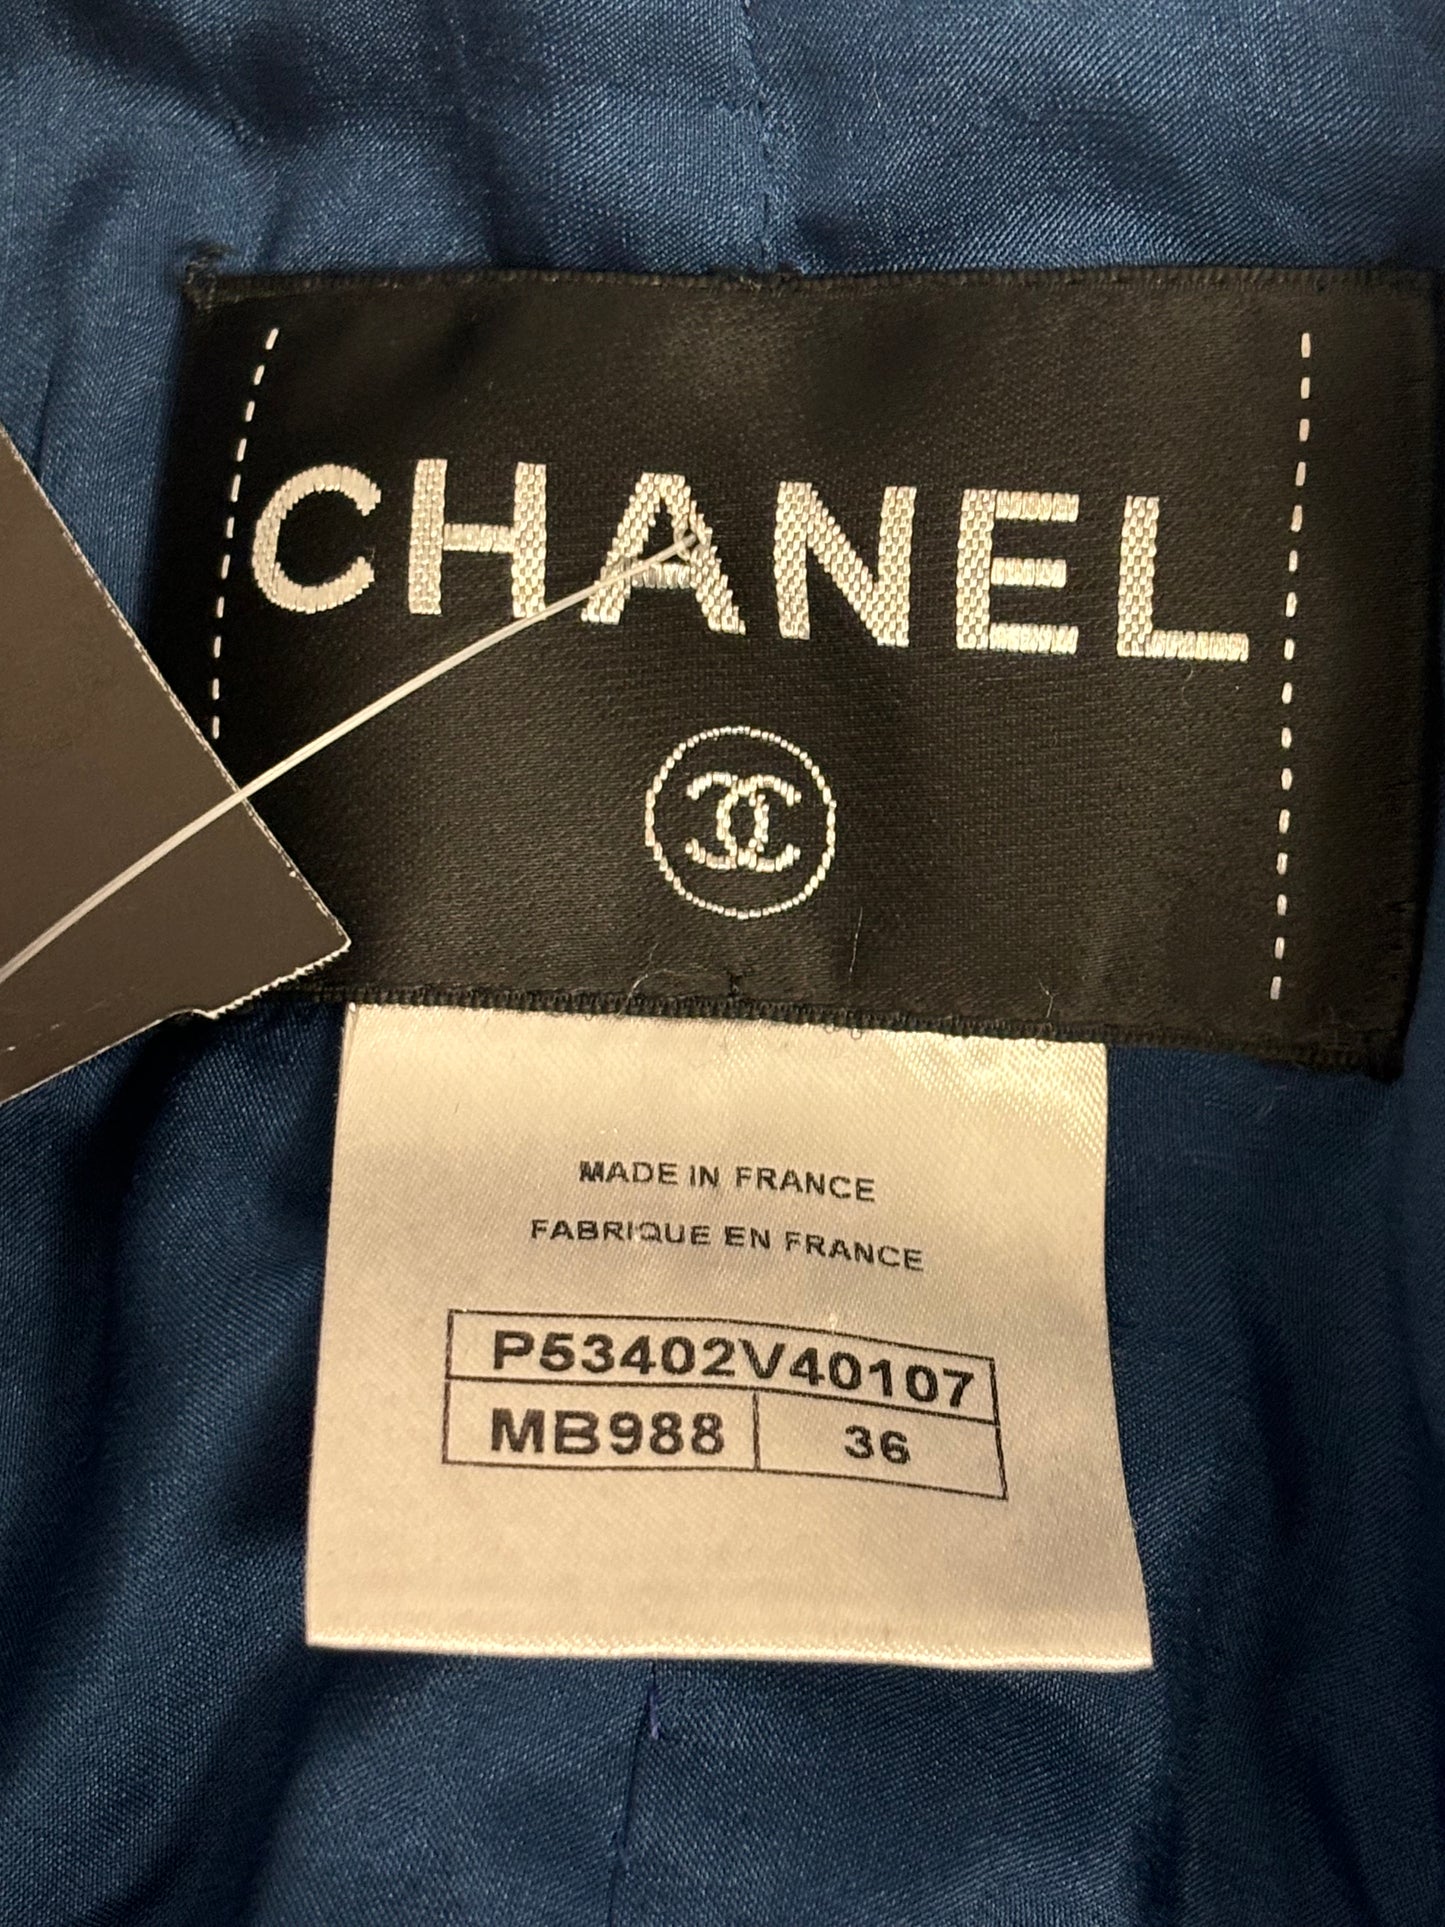 CHANEL
MADE IN FRANCE
FABRIQUE EN FRANCE
P53402V40107
MB988 36